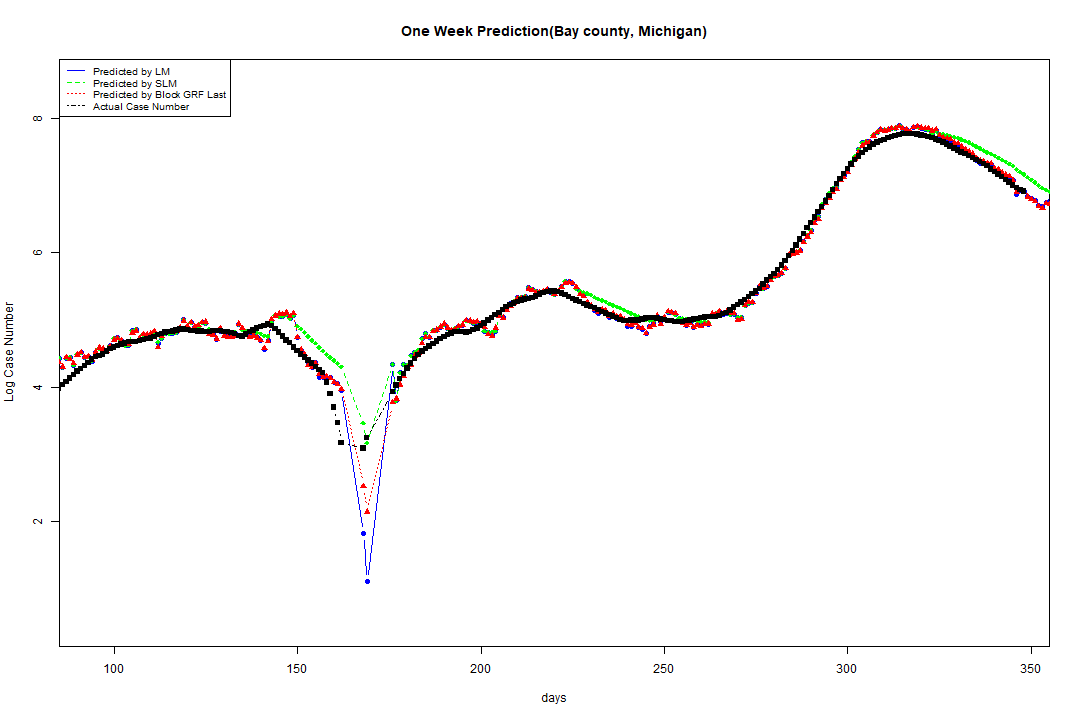 One Week Prediction(Bay county, Michigan)
Predicted by LM
Predicted by SLM
Predicted by Block GRF Last
Actual Case Number
8
6
4
2
Log Case Number
100
150
200
250
300
350
days